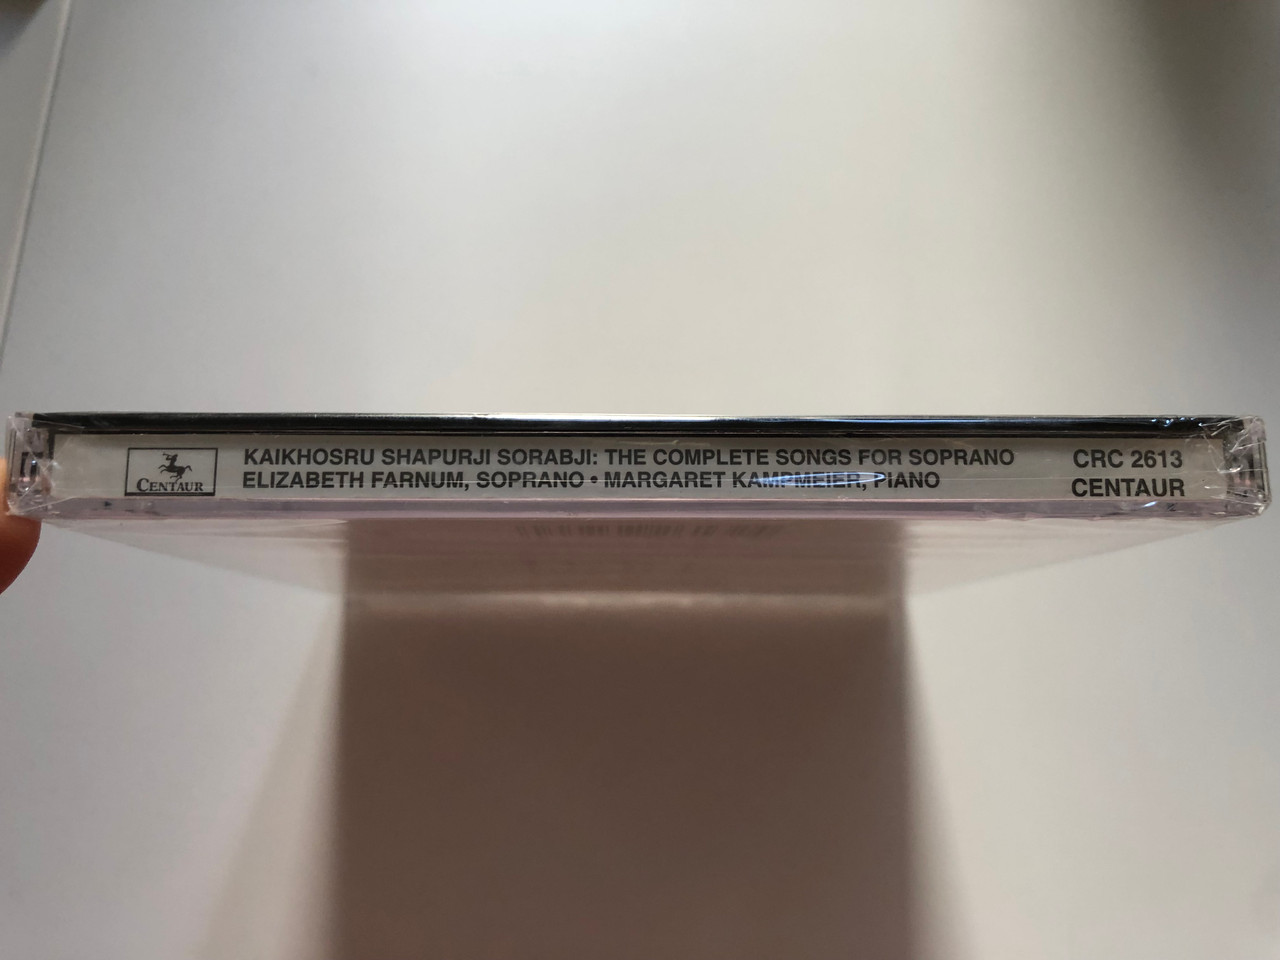 CENTAUR
KAIKHOSRU SHAPURJI SORABJI: THE COMPLETE SONGS FOR SOPRANO
ELIZABETH FARNUM, SOPRANO • MARGARET KAMPMEIER, PIANO
CRC 2613
CENTAUR